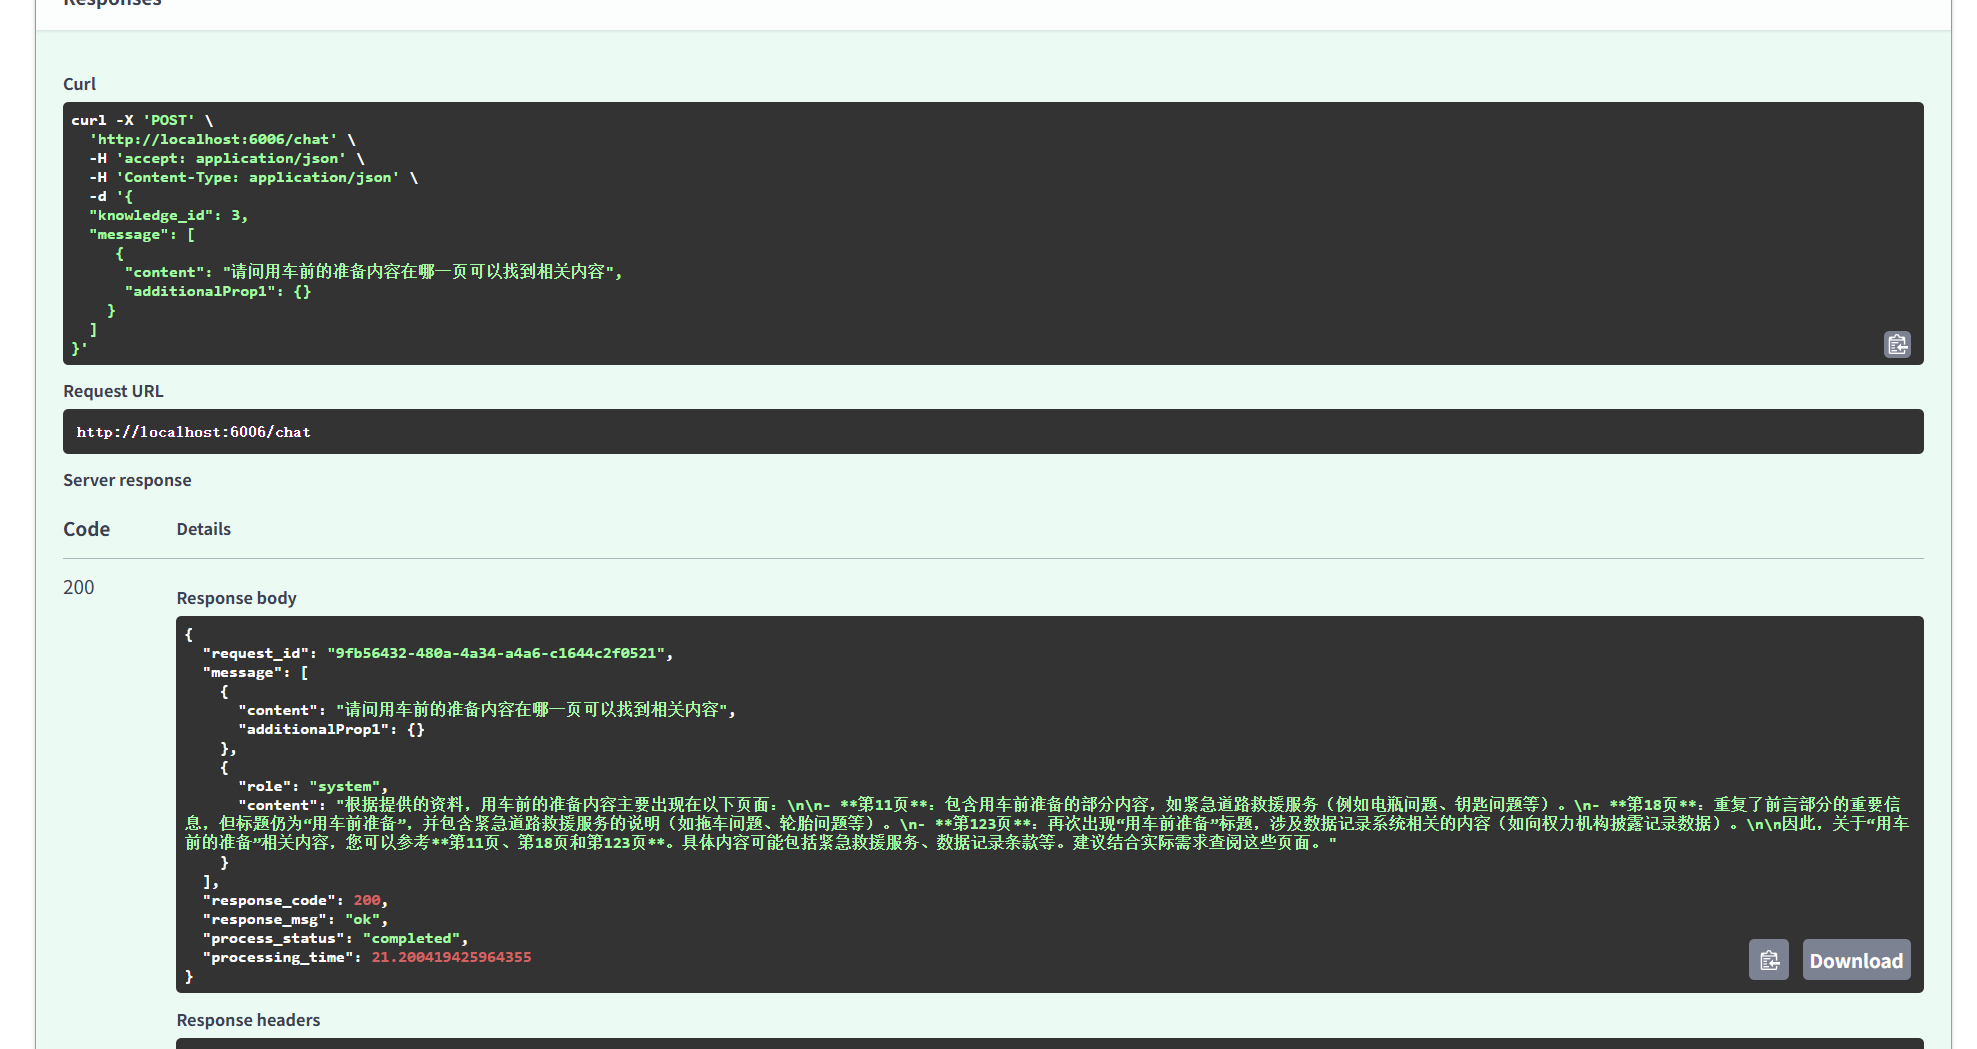 Responses
Curl
curl -X 'POST' \
'http://localhost:6006/chat' \
-H 'accept: application/json' \
-H 'Content-Type: application/json' \
-d '{
"knowledge_id": 3,
"message": [
{
"content": "请问用车前的准备内容在哪一页可以找到相关内容",
"additionalProp1": {}
}
]
}'
Request URL
http://localhost:6006/chat
Server response
Code Details
200
Response body
{
"request_id": "9fb56432-480a-4a34-a4a6-c1644c2f0521",
"message": [
{
"content": "请问用车前的准备内容在哪一页可以找到相关内容",
"additionalProp1": {}
},
{
"role": "system",
"content": "根据提供的资料，用车前的准备内容主要出现在以下页面：\n\n- **第11页**：包含用车前准备的部分内容，如紧急道路救援服务（例如电瓶问题、钥匙问题等）。\n- **第18页**：重复了前言部分的重要信
息，但标题仍为“用车前准备”，并包含紧急道路救援服务的说明（如拖车问题、轮胎问题等）。\n- **第123页**：再次出现“用车前准备”标题，涉及数据记录系统相关的内容（如向权力机构披露记录数据）。\n\n因此，关于“用车
前的准备”相关内容，您可以参考**第11页、第18页和第123页**。具体内容可能包括紧急救援服务、数据记录条款等。建议结合实际需求查阅这些页面。"
}
],
"response_code": 200,
"response_msg": "ok",
"process_status": "completed",
"processing_time": 21.200419425964355
}
Download
Response headers